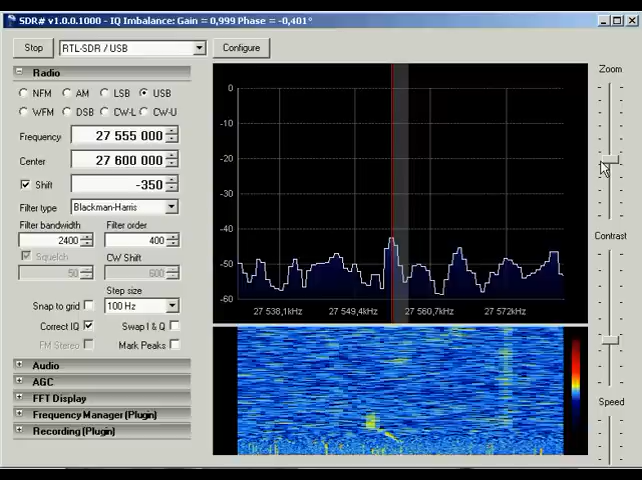 SDR# v1.0.0.1000 - IQ Imbalance: Gain = 0,999 Phase = -0,401°
Stop
RTL-SDR / USB
Configure
Radio
NFM AM LSB USB
WFM DSB CW-L CW-U
Frequency 27 555 000
Center 27 600 000
Shift -350
Filter type Blackman-Harris
Filter bandwidth Filter order
2400 400
Squelch CW Shift
50 600
Step size
Snap to grid 100 Hz
Correct IQ Swap I & Q
FM Stereo Mark Peaks
Audio
AGC
FFT Display
Frequency Manager (Plugin)
Recording (Plugin)
0
-10
-20
-30
-40
-50
-60
27 538,1kHz 27 549,4kHz 27 560,7kHz 27 572kHz
Zoom
Contrast
Speed